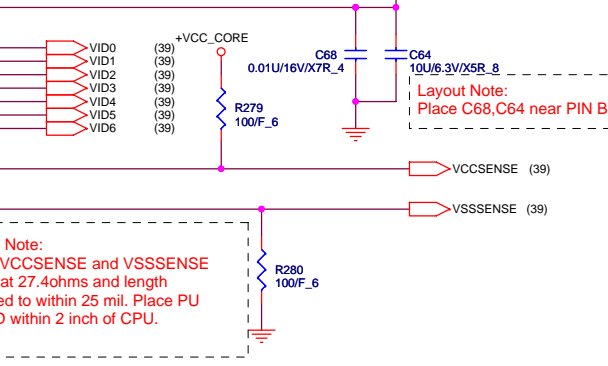 +VCC_CORE
VID0 (39)
VID1 (39)
VID2 (39)
VID3 (39)
VID4 (39)
VID5 (39)
VID6 (39)
C68
0.01U/16V/X7R_4
C64
10U/6.3V/X5R_8
R279
100/F_6
Layout Note:
Place C68,C64 near PIN B
VCCSENSE (39)
VSSSENSE (39)
Note:
VCCSENSE and VSSSENSE
at 27.4ohms and length
ed to within 25 mil. Place PU
within 2 inch of CPU.
R280
100/F_6